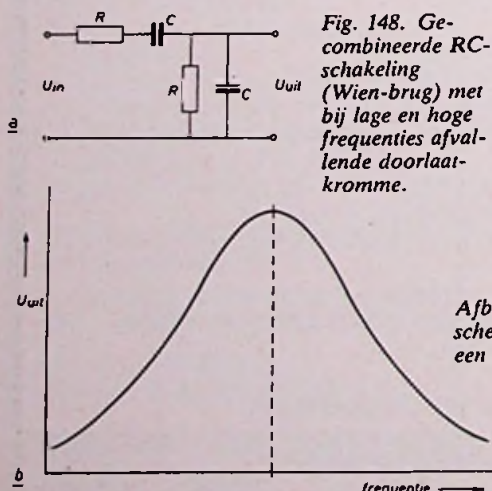 R
C
Fig. 148. Ge-
combineerde RC-
schakeling
(Wien-brug) met
bij lage en hoge
frequenties afval-
lende doorlaat-
kromme.
Uin
R
C
Uuit
a
Uuit
Afb
sche
een
b
frequentie